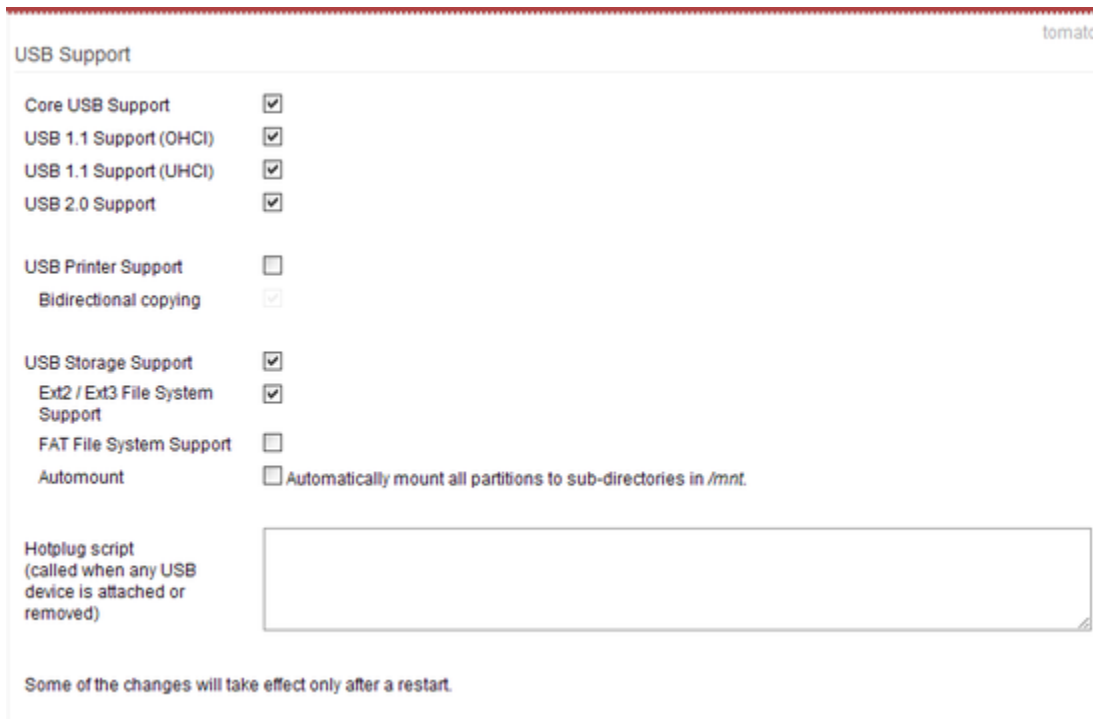 tomato
USB Support
Core USB Support
USB 1.1 Support (OHCI)
USB 1.1 Support (UHCI)
USB 2.0 Support
USB Printer Support
Bidirectional copying
USB Storage Support
Ext2 / Ext3 File System
Support
FAT File System Support
Automount Automatically mount all partitions to sub-directories in /mnt.
Hotplug script
(called when any USB
device is attached or
removed)
Some of the changes will take effect only after a restart.